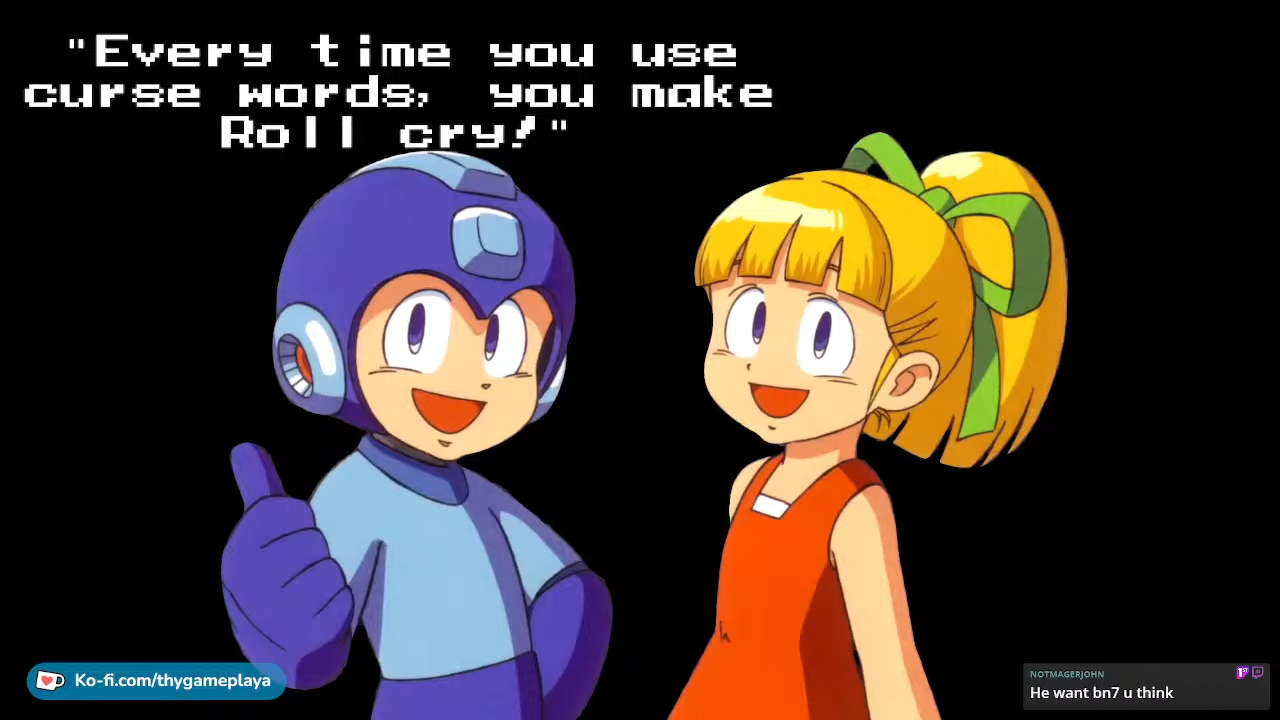 "Every time you use
curse words, you make
Roll cry!"
Ko-fi.com/thygameplaya
NOTMAGERJOHN
He want bn7 u think